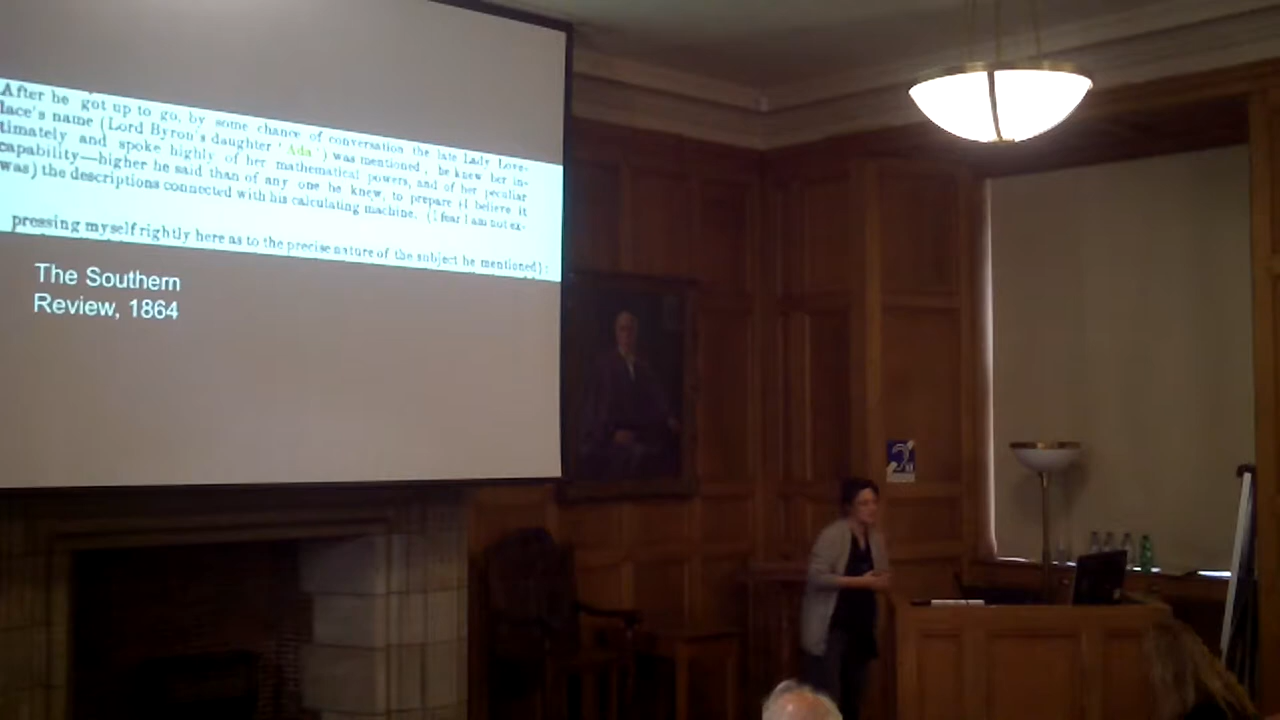 After he got up to go, by some chance of conversation the late Lady Love-
lace's name (Lord Byron's daughter 'Ada') was mentioned, he knew her in-
timately and spoke highly of her mathematical powers, and of her peculiar
capability—higher he said than of any one he knew, to prepare (I believe it
was) the descriptions connected with his calculating machine. (I fear I am not ex-
pressing myself rightly here as to the precise nature of the subject he mentioned):
The Southern
Review, 1864